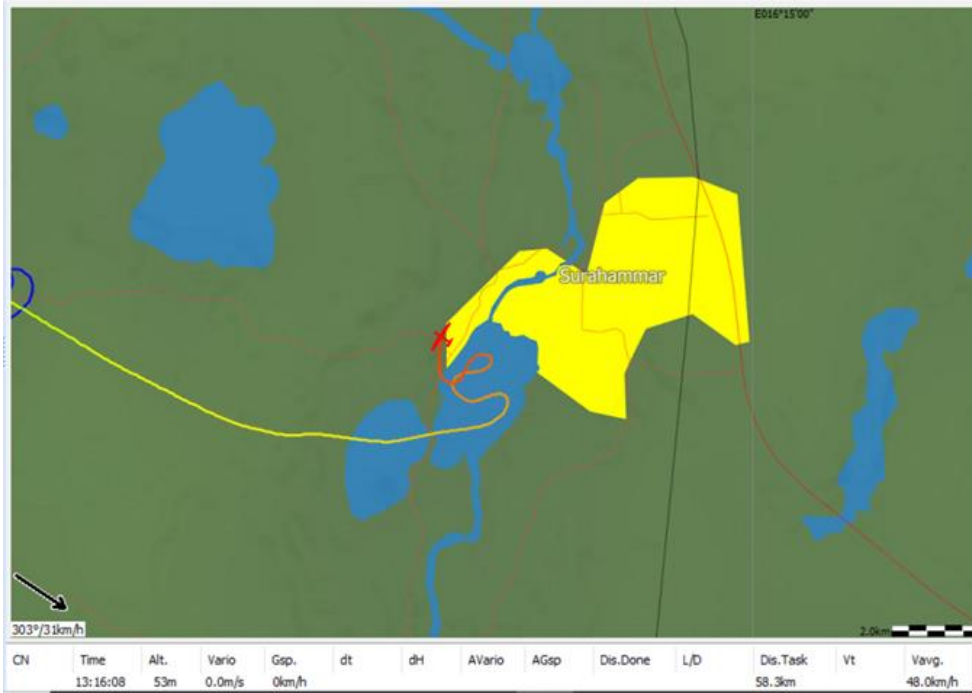 E016°15'00"
Surahammar
303°/31km/h
2.0km
CN Time Alt. Vario Gsp. dt dH AVario AGsp Dis.Done L/D Dis.Task Vt Vavg.
13:16:08 53m 0.0m/s 0km/h 58.3km 48.0km/h